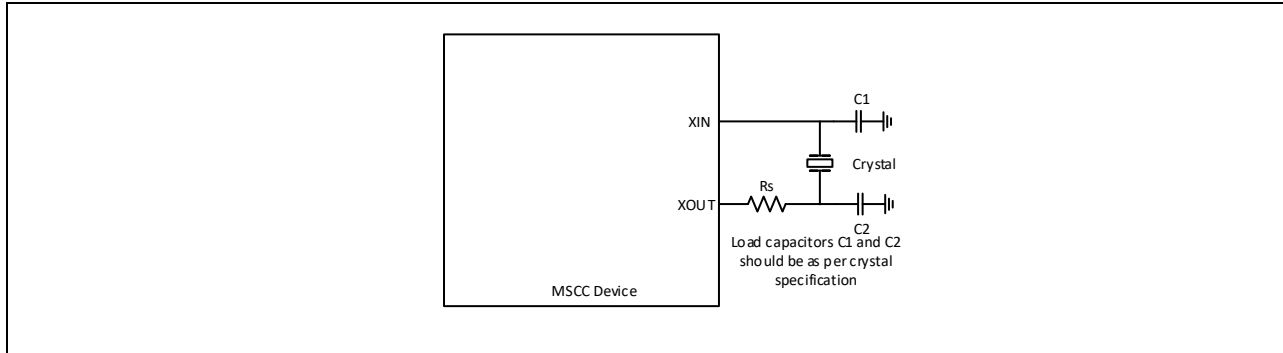 C1
XIN
Crystal
Rs
XOUT
C2
Load capacitors C1 and C2
should be as per crystal
specification
MSCC Device